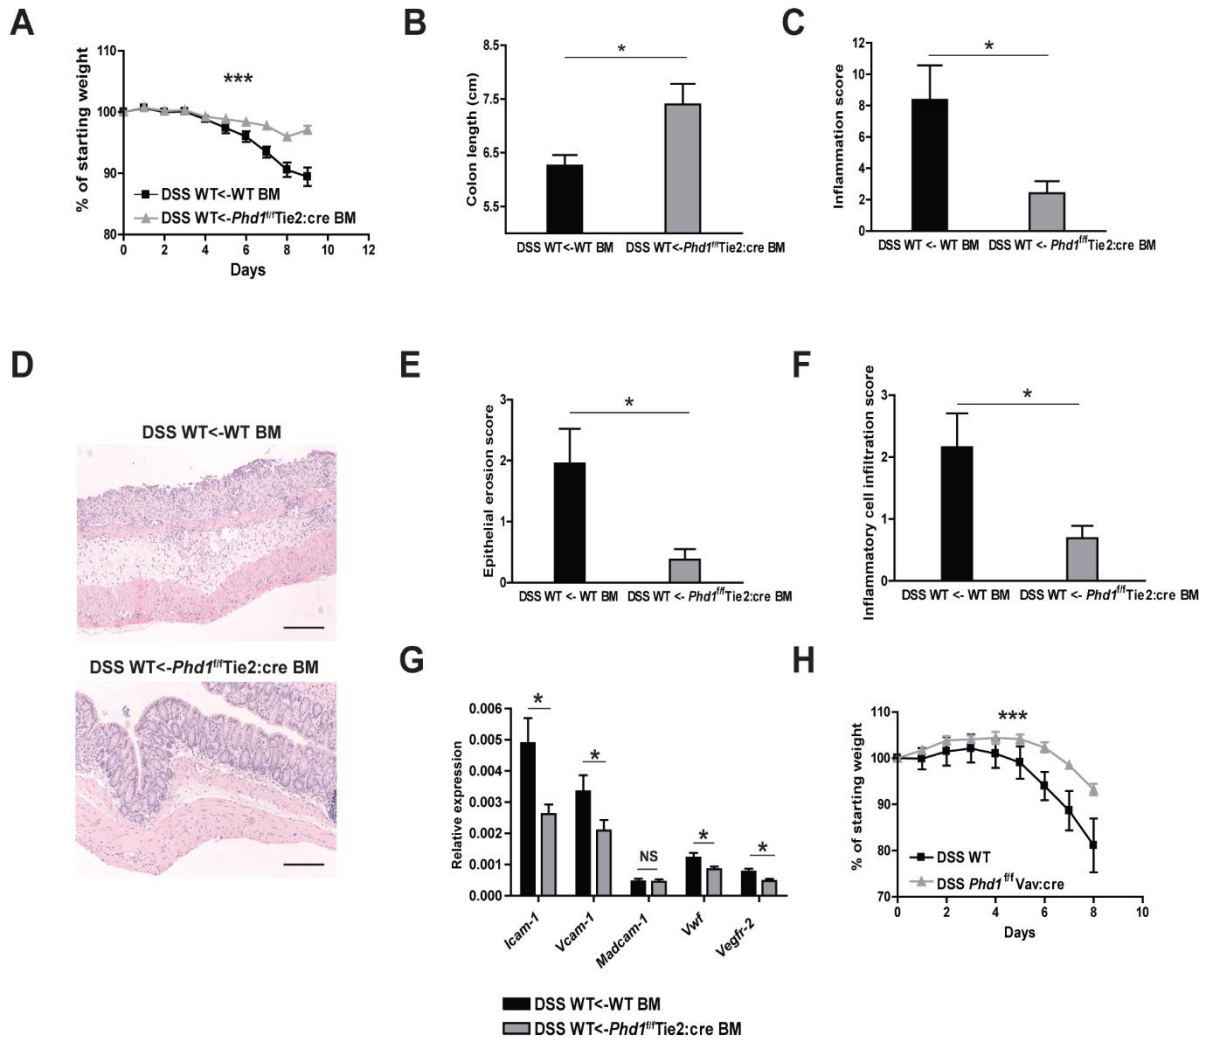 A
110
100
90
80
***
% of starting weight
DSS WT<-WT BM
DSS WT<-Phd1f/fTie2:cre BM
0 2 4 6 8 10 12
Days
B
8.5
7.5
6.5
5.5
*
Colon length (cm)
DSS WT<-WT BM DSS WT<-Phd1f/fTie2:cre BM
C
12
10
8
6
4
2
0
*
Inflammation score
DSS WT <- WT BM DSS WT <- Phd1f/fTie2:cre BM
D
DSS WT<-WT BM
DSS WT<-Phd1f/fTie2:cre BM
E
3
2
1
0
*
Epithelial erosion score
DSS WT <- WT BM DSS WT <- Phd1f/fTie2:cre BM
F
3
2
1
0
*
Inflammatory cell infiltration score
DSS WT <- WT BM DSS WT <- Phd1f/fTie2:cre BM
G
0.006
0.005
0.004
0.003
0.002
0.001
0.000
Relative expression
* * NS * *
Icam-1 Vcam-1 Madcam-1 Vwf Vegfr-2
DSS WT<-WT BM
DSS WT<-Phd1f/fTie2:cre BM
H
110
100
90
80
70
***
% of starting weight
DSS WT
DSS Phd1f/f Vav:cre
0 2 4 6 8 10
Days